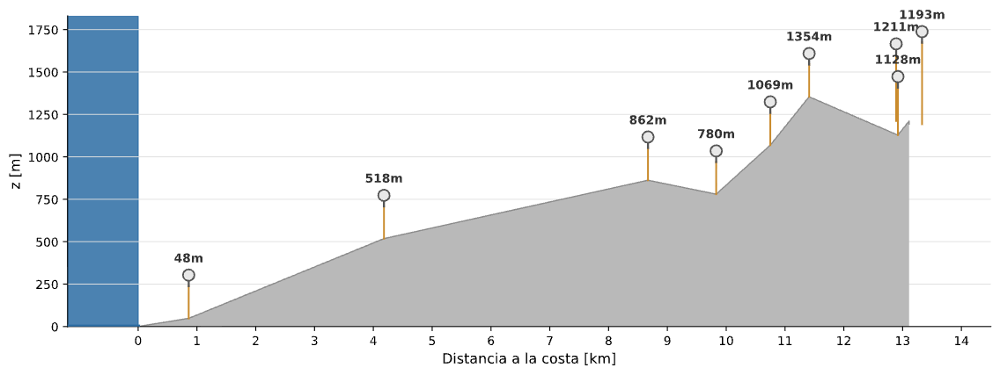 1193m
1211m
1354m
1128m
1069m
862m
780m
518m
48m
1750
1500
1250
1000
750
500
250
0
z [m]
0 1 2 3 4 5 6 7 8 9 10 11 12 13 14
Distancia a la costa [km]